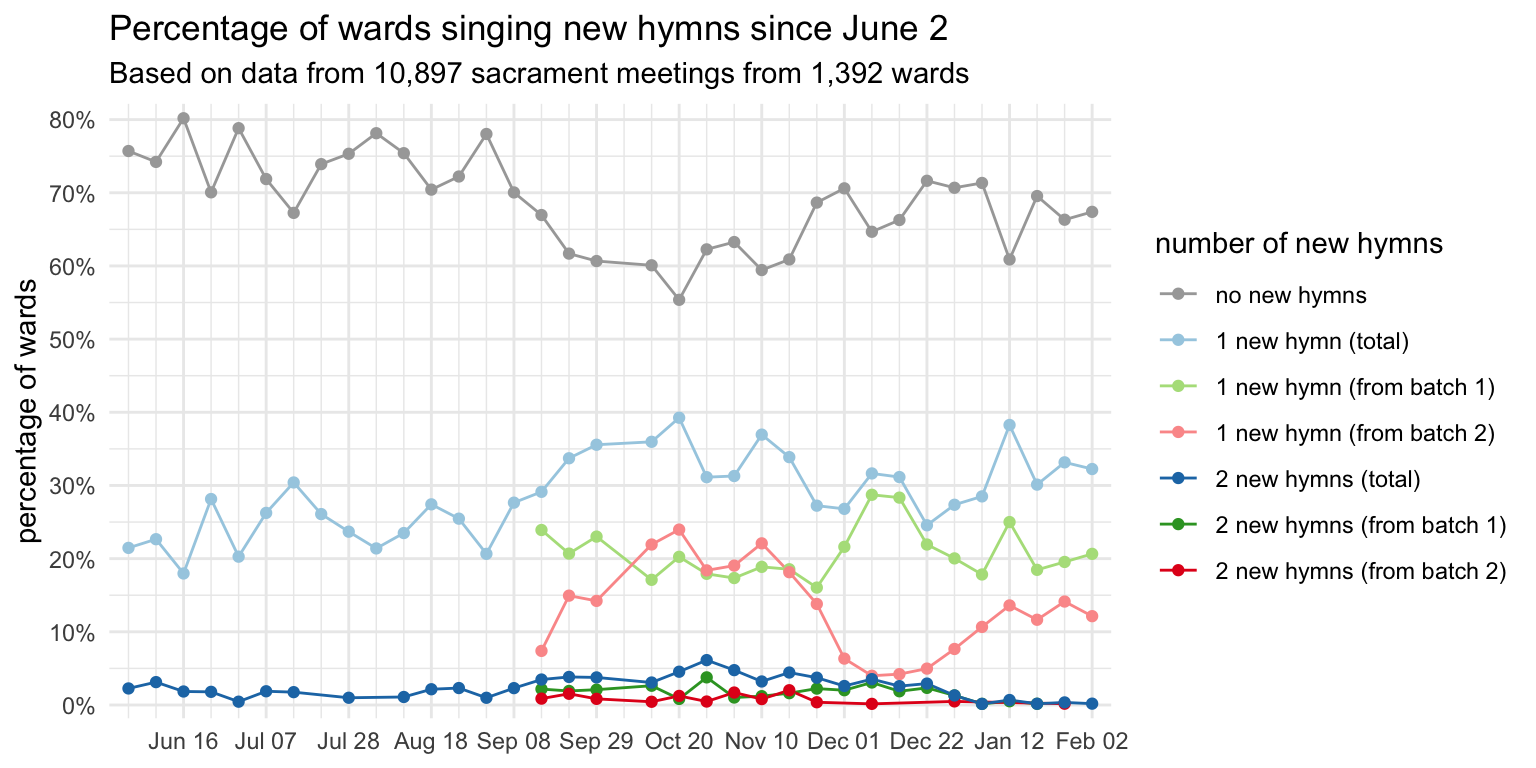 Percentage of wards singing new hymns since June 2
Based on data from 10,897 sacrament meetings from 1,392 wards
percentage of wards
80%
70%
60%
50%
40%
30%
20%
10%
0%
Jun 16 Jul 07 Jul 28 Aug 18 Sep 08 Sep 29 Oct 20 Nov 10 Dec 01 Dec 22 Jan 12 Feb 02
number of new hymns
no new hymns
1 new hymn (total)
1 new hymn (from batch 1)
1 new hymn (from batch 2)
2 new hymns (total)
2 new hymns (from batch 1)
2 new hymns (from batch 2)